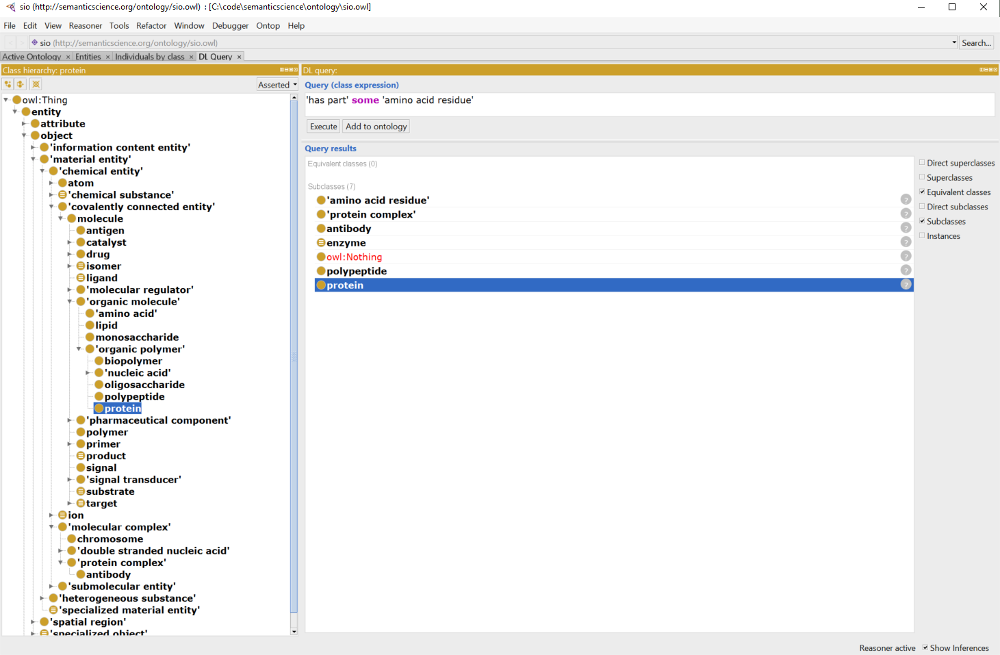 sio (http://semanticscience.org/ontology/sio.owl)  : [C:\code\semanticscience\ontology\sio.owl]
File Edit View Reasoner Tools Refactor Window Debugger Ontop Help
< > sio (http://semanticscience.org/ontology/sio.owl) Search...
Active Ontology × Entities × Individuals by class × DL Query ×
Class hierarchy: protein
Asserted
owl:Thing
entity
attribute
object
'information content entity'
'material entity'
'chemical entity'
atom
'chemical substance'
'covalently connected entity'
molecule
antigen
catalyst
drug
isomer
ligand
'molecular regulator'
'organic molecule'
'amino acid'
lipid
monosaccharide
'organic polymer'
biopolymer
'nucleic acid'
oligosaccharide
polypeptide
protein
'pharmaceutical component'
polymer
primer
product
signal
'signal transducer'
substrate
target
ion
'molecular complex'
chromosome
'double stranded nucleic acid'
'protein complex'
antibody
'submolecular entity'
'heterogeneous substance'
'specialized material entity'
'spatial region'
'specialized object'
DL query:
Query (class expression)
'has part' some 'amino acid residue'
Execute Add to ontology
Query results
Equivalent classes (0)
Subclasses (7)
'amino acid residue' ?
'protein complex' ?
antibody ?
enzyme ?
owl:Nothing ?
polypeptide ?
protein ?
Direct superclasses
Superclasses
Equivalent classes
Direct subclasses
Subclasses
Instances
Reasoner active Show Inferences